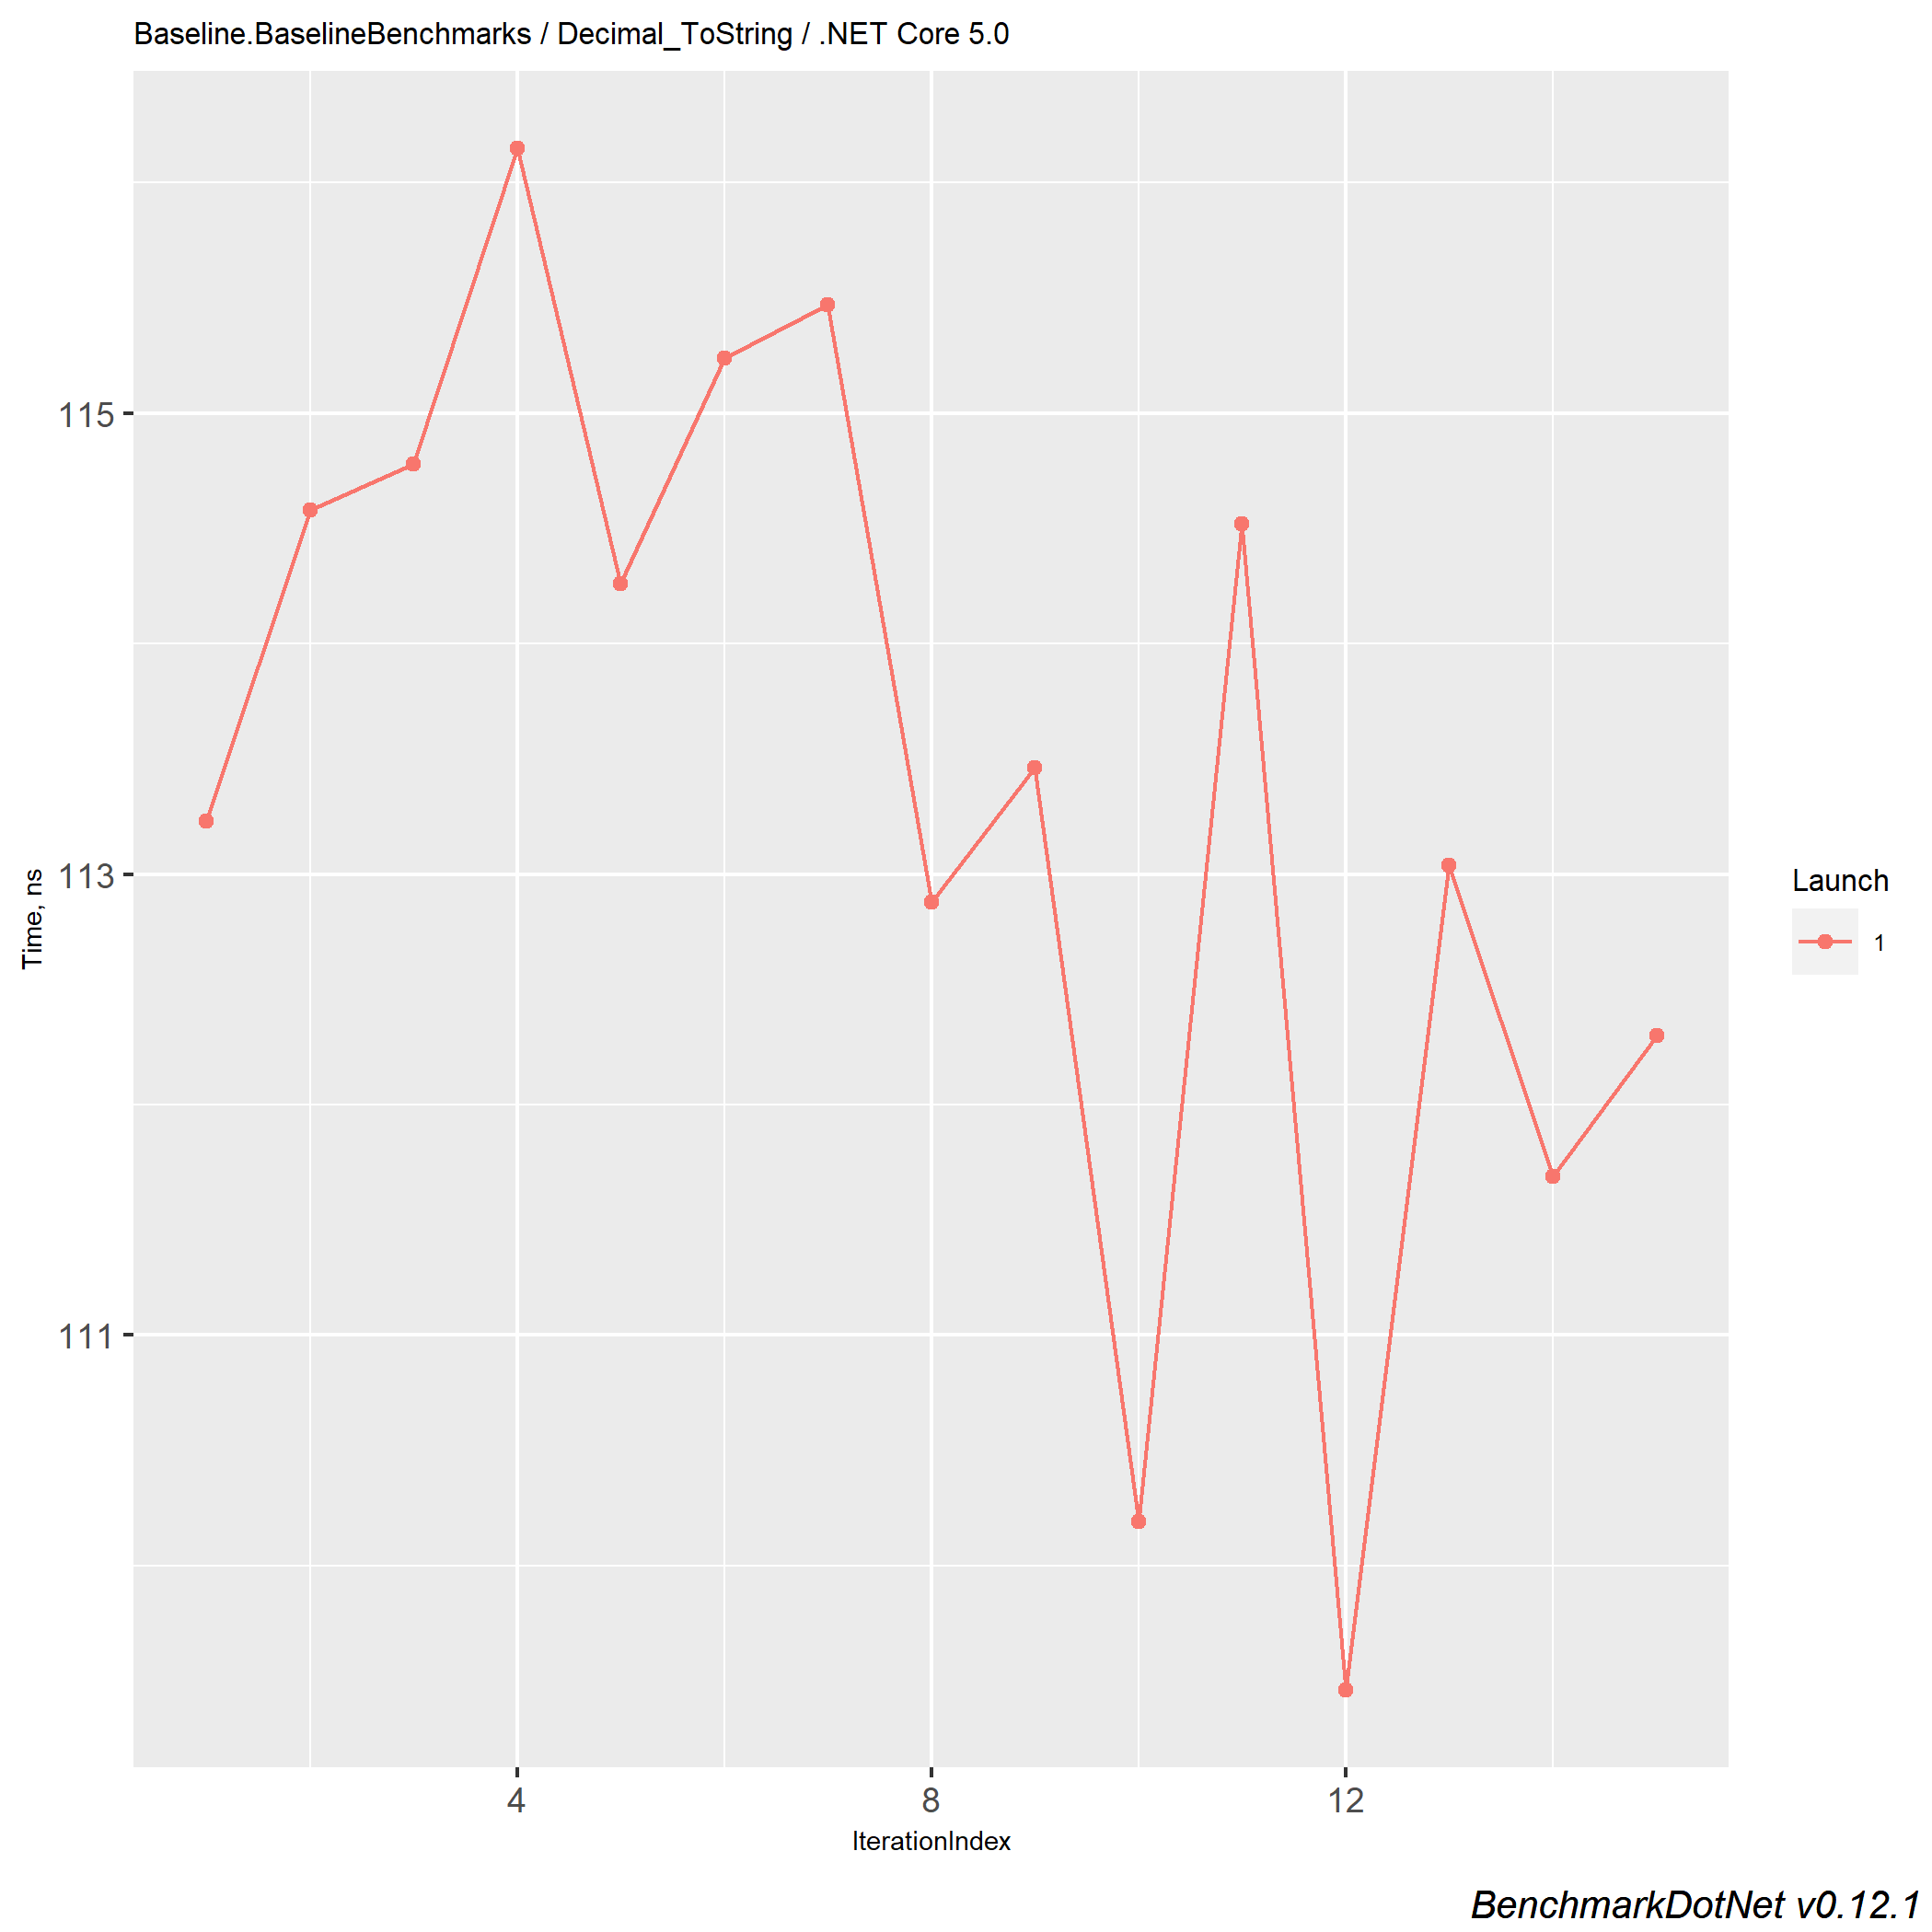 Baseline.BaselineBenchmarks / Decimal_ToString / .NET Core 5.0
115
113
111
Time, ns
4 8 12
IterationIndex
Launch
1
BenchmarkDotNet v0.12.1